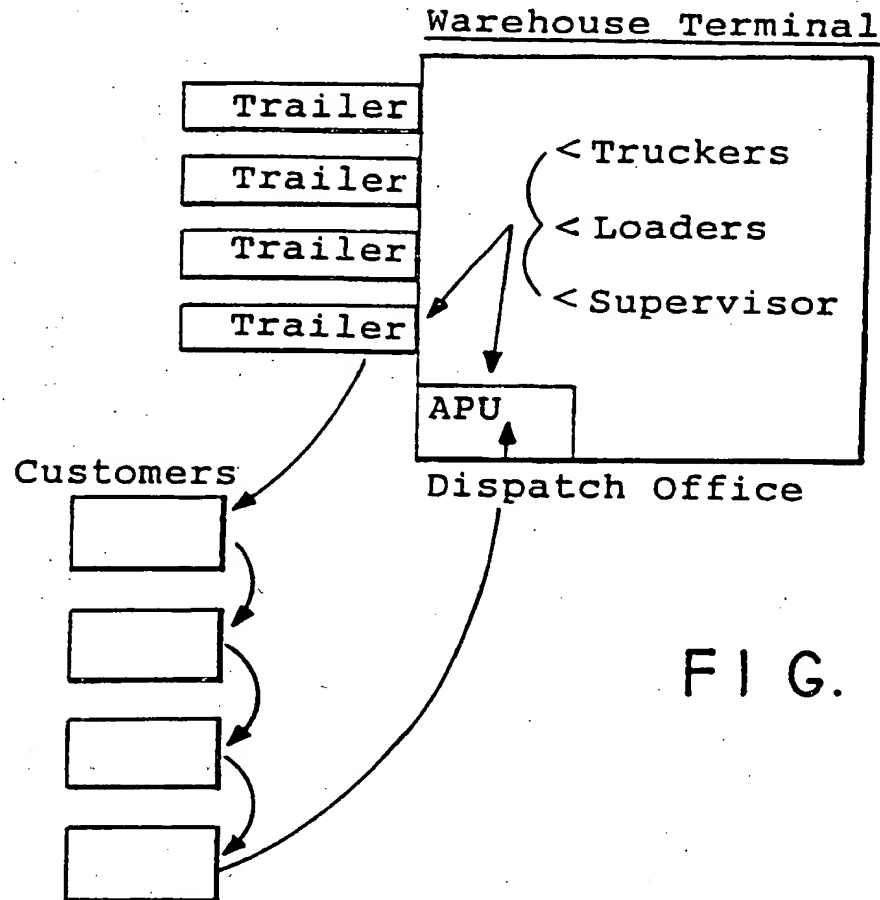 Warehouse Terminal
Trailer
Trailer
Trailer
Trailer
< Truckers
< Loaders
< Supervisor
APU
Customers
Dispatch Office
FIG.